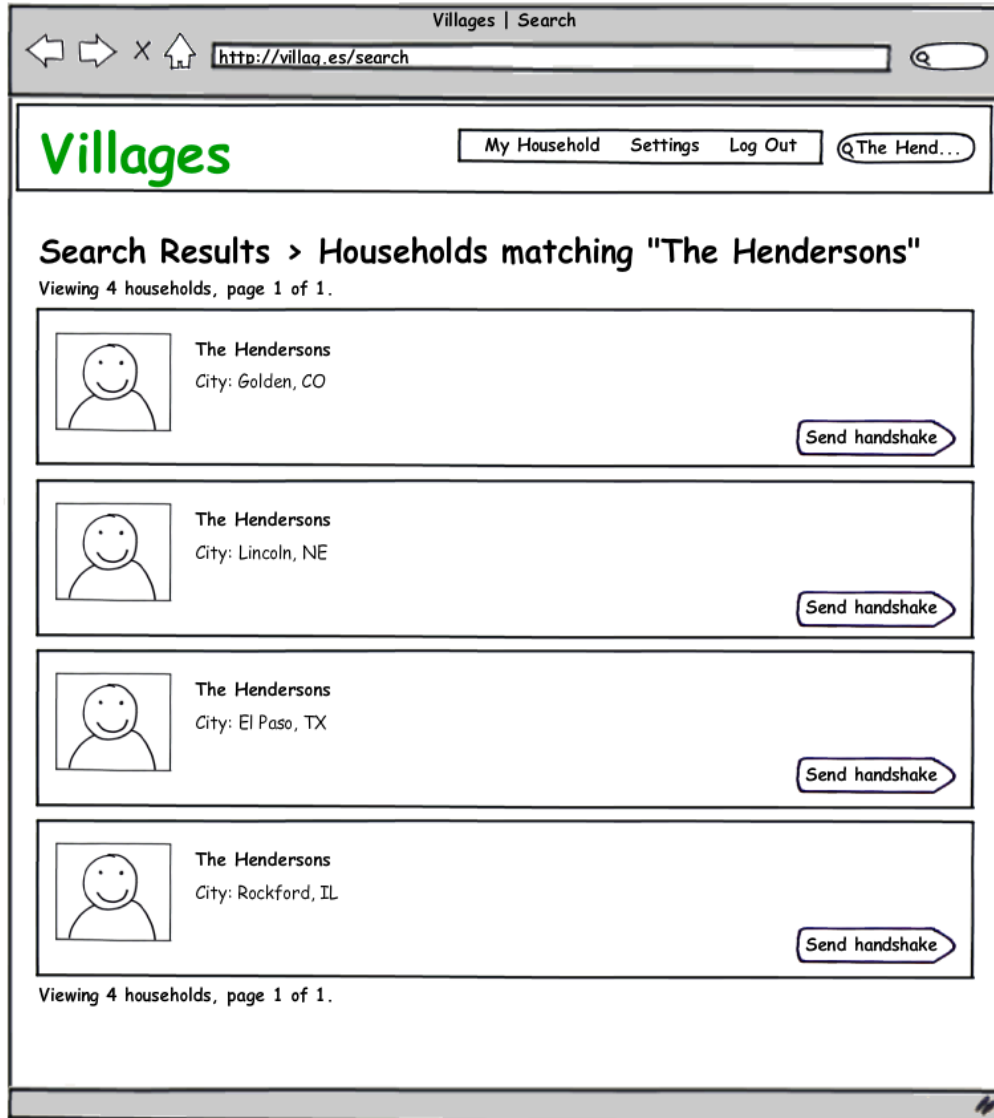 Villages | Search
http://villag.es/search
Villages
My Household Settings Log Out
The Hend...
Search Results > Households matching "The Hendersons"
Viewing 4 households, page 1 of 1.
The Hendersons
City: Golden, CO
Send handshake
The Hendersons
City: Lincoln, NE
Send handshake
The Hendersons
City: El Paso, TX
Send handshake
The Hendersons
City: Rockford, IL
Send handshake
Viewing 4 households, page 1 of 1.